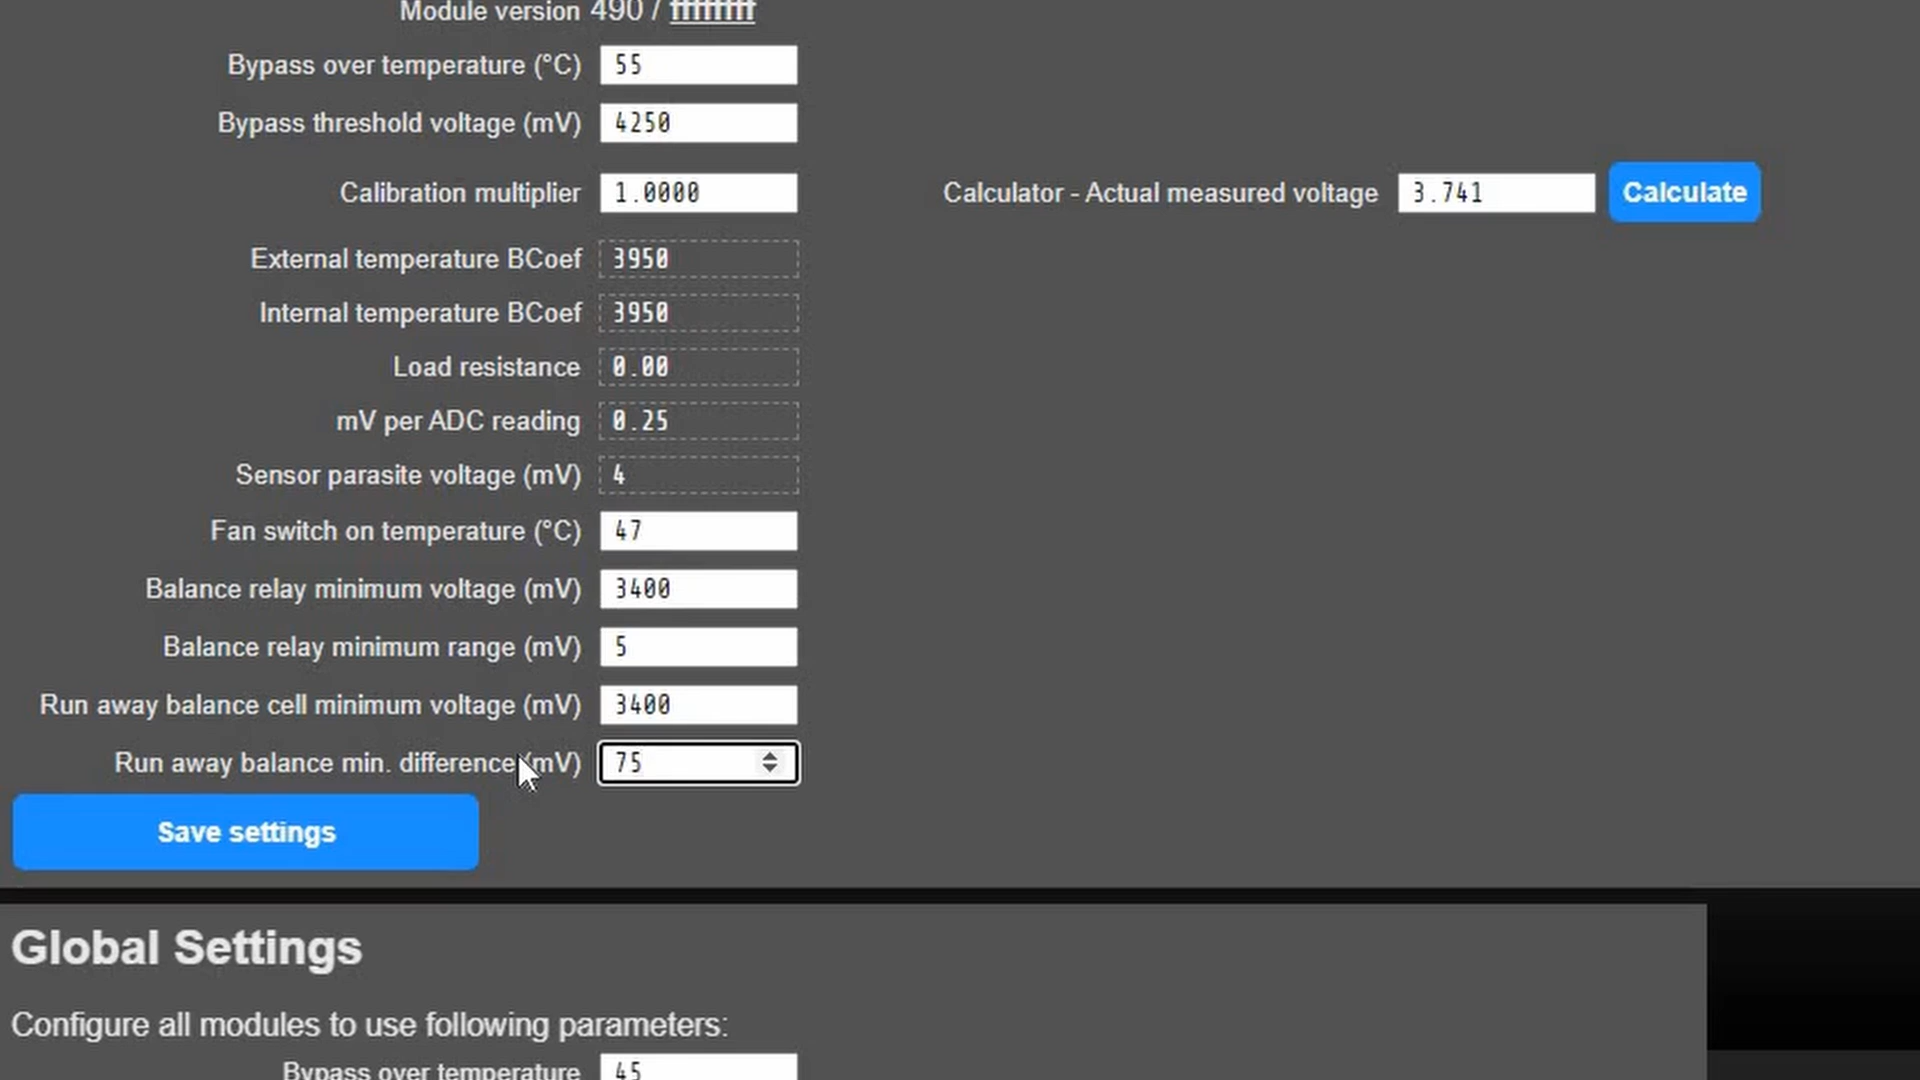 Module version 490 / ffffffff
Bypass over temperature (°C) 55
Bypass threshold voltage (mV) 4250
Calibration multiplier 1.0000 Calculator - Actual measured voltage 3.741 Calculate
External temperature BCoef 3950
Internal temperature BCoef 3950
Load resistance 0.00
mV per ADC reading 0.25
Sensor parasite voltage (mV) 4
Fan switch on temperature (°C) 47
Balance relay minimum voltage (mV) 3400
Balance relay minimum range (mV) 5
Run away balance cell minimum voltage (mV) 3400
Run away balance min. difference (mV) 75
Save settings
Global Settings
Configure all modules to use following parameters:
Bypass over temperature 45